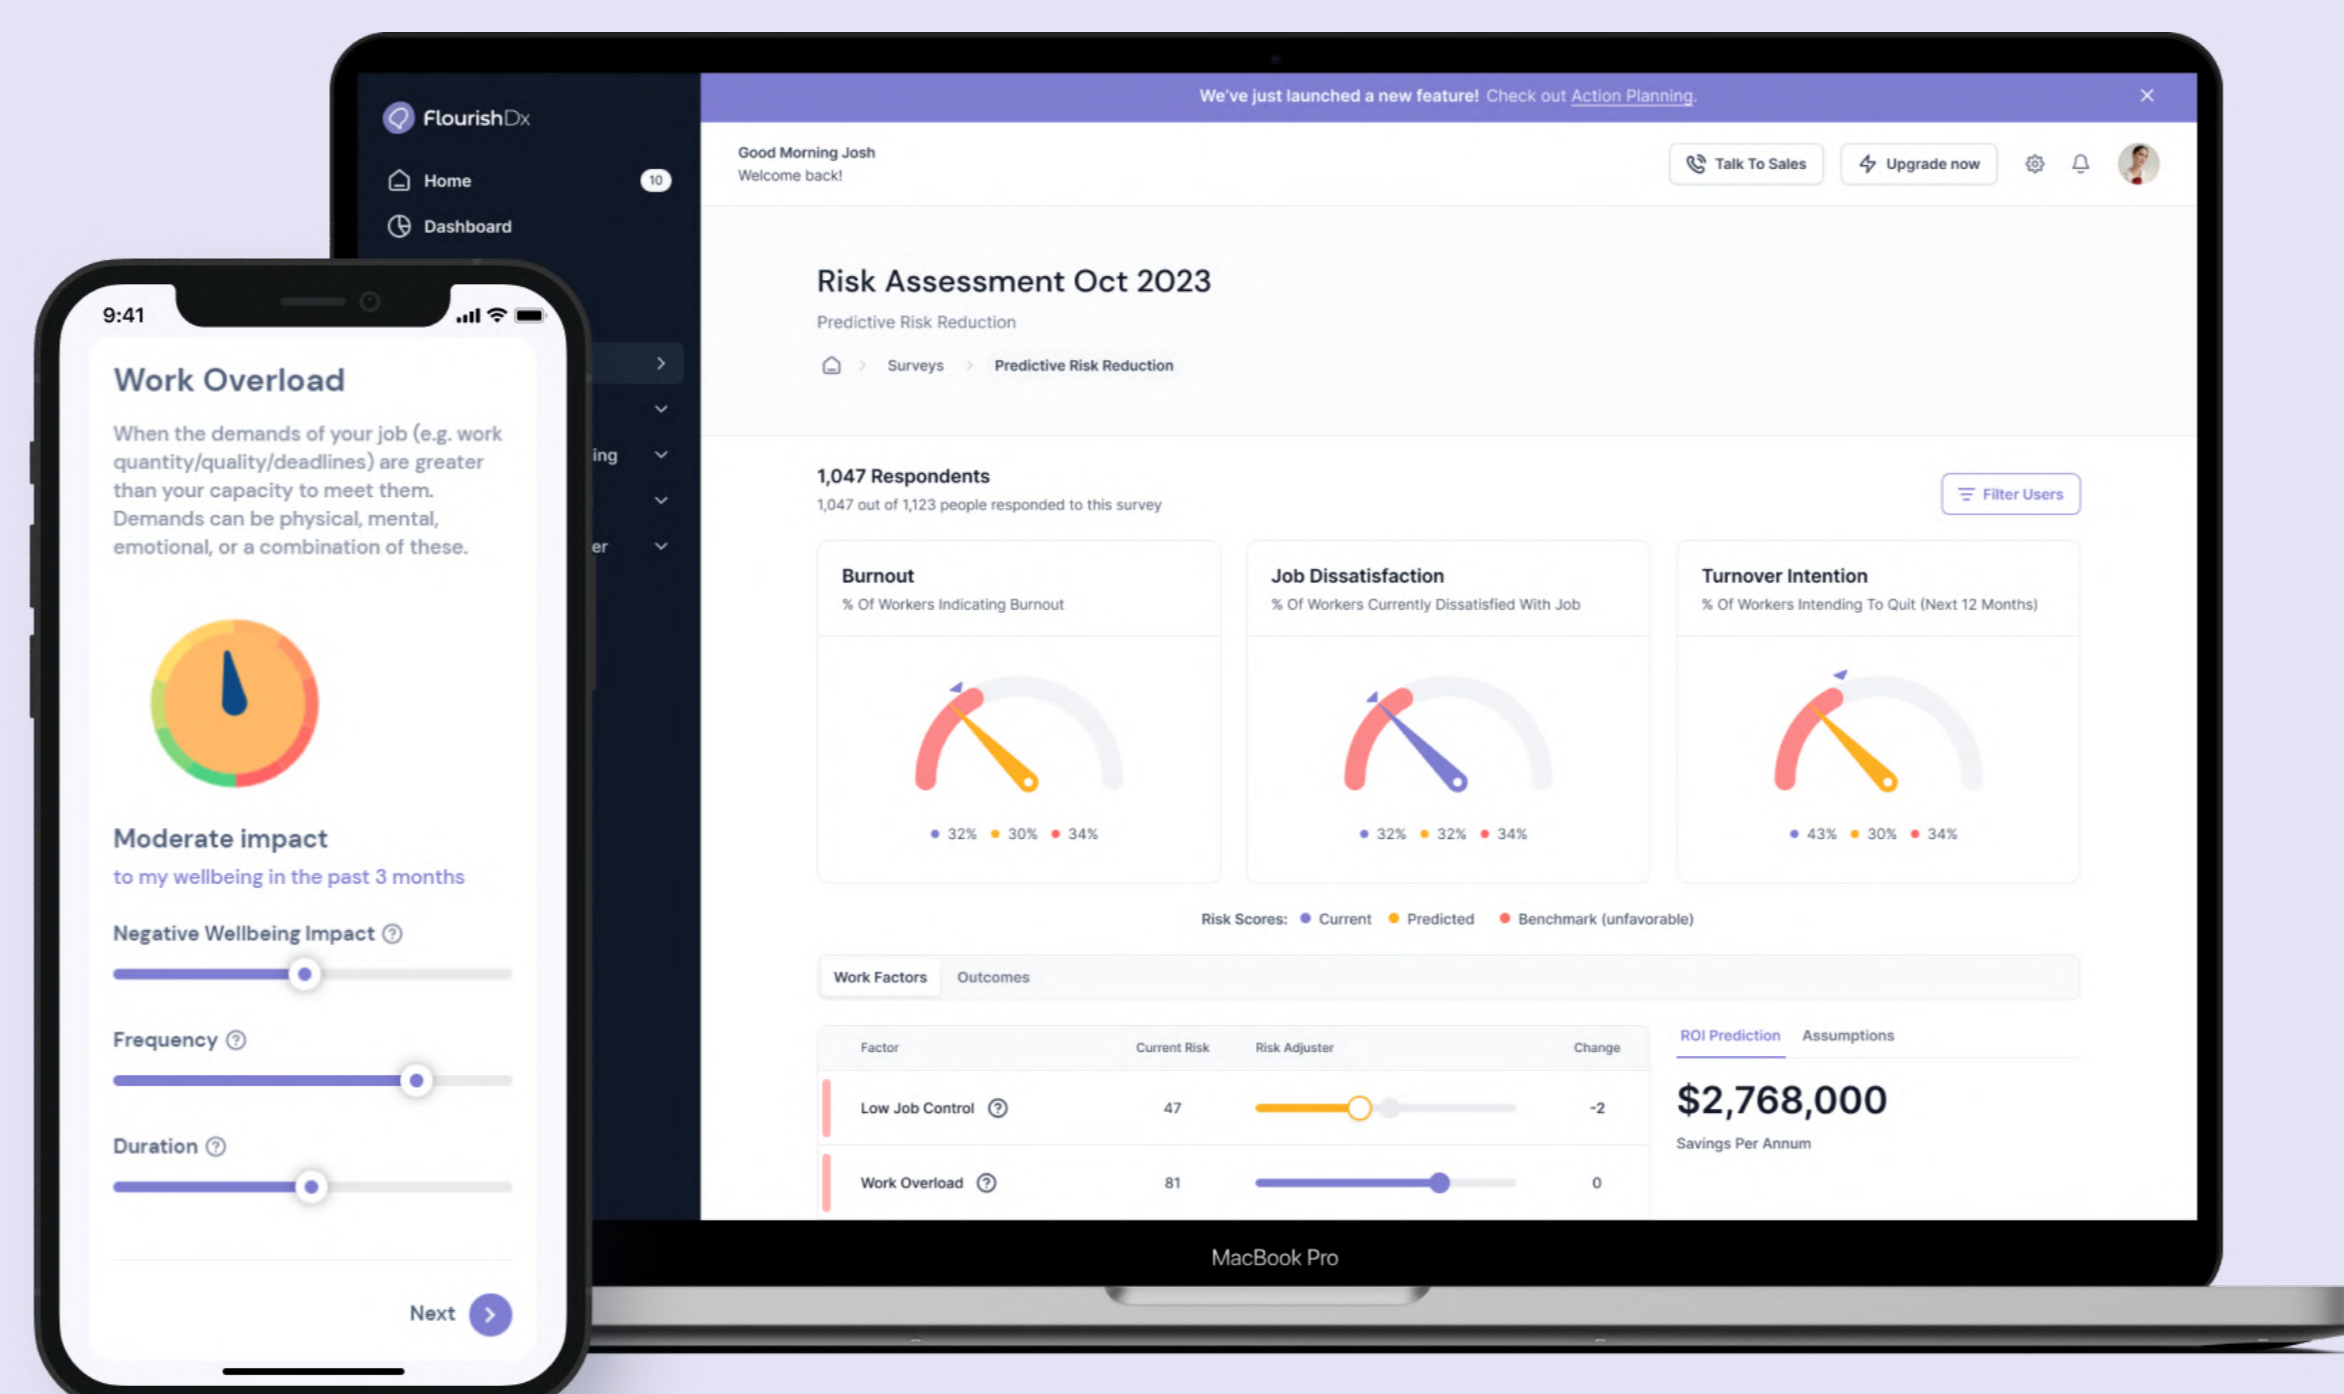 FlourishDx
Home
10
Dashboard
ing
er
We've just launched a new feature! Check out Action Planning.
Good Morning Josh
Welcome back!
Talk To Sales
Upgrade now
Risk Assessment Oct 2023
Predictive Risk Reduction
Surveys
Predictive Risk Reduction
1,047 Respondents
1,047 out of 1,123 people responded to this survey
Filter Users
Burnout
% Of Workers Indicating Burnout
32% 30% 34%
Job Dissatisfaction
% Of Workers Currently Dissatisfied With Job
32% 32% 34%
Turnover Intention
% Of Workers Intending To Quit (Next 12 Months)
43% 30% 34%
Risk Scores: Current Predicted Benchmark (unfavorable)
Work Factors Outcomes
Factor Current Risk Risk Adjuster Change
Low Job Control 47 -2
Work Overload 81 0
ROI Prediction Assumptions
$2,768,000
Savings Per Annum
MacBook Pro
9:41
Work Overload
When the demands of your job (e.g. work
quantity/quality/deadlines) are greater
than your capacity to meet them.
Demands can be physical, mental,
emotional, or a combination of these.
Moderate impact
to my wellbeing in the past 3 months
Negative Wellbeing Impact
Frequency
Duration
Next